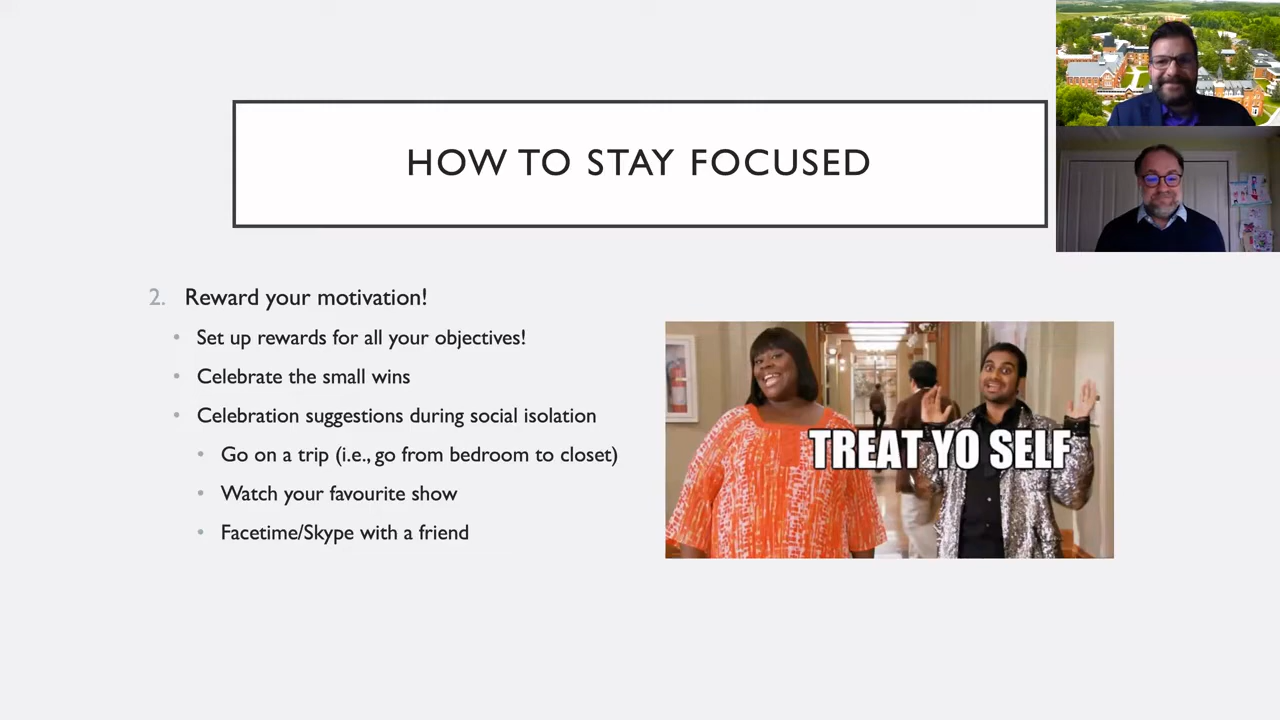 HOW TO STAY FOCUSED
2. Reward your motivation!
• Set up rewards for all your objectives!
• Celebrate the small wins
• Celebration suggestions during social isolation
• Go on a trip (i.e., go from bedroom to closet)
• Watch your favourite show
• Facetime/Skype with a friend
TREAT YO SELF